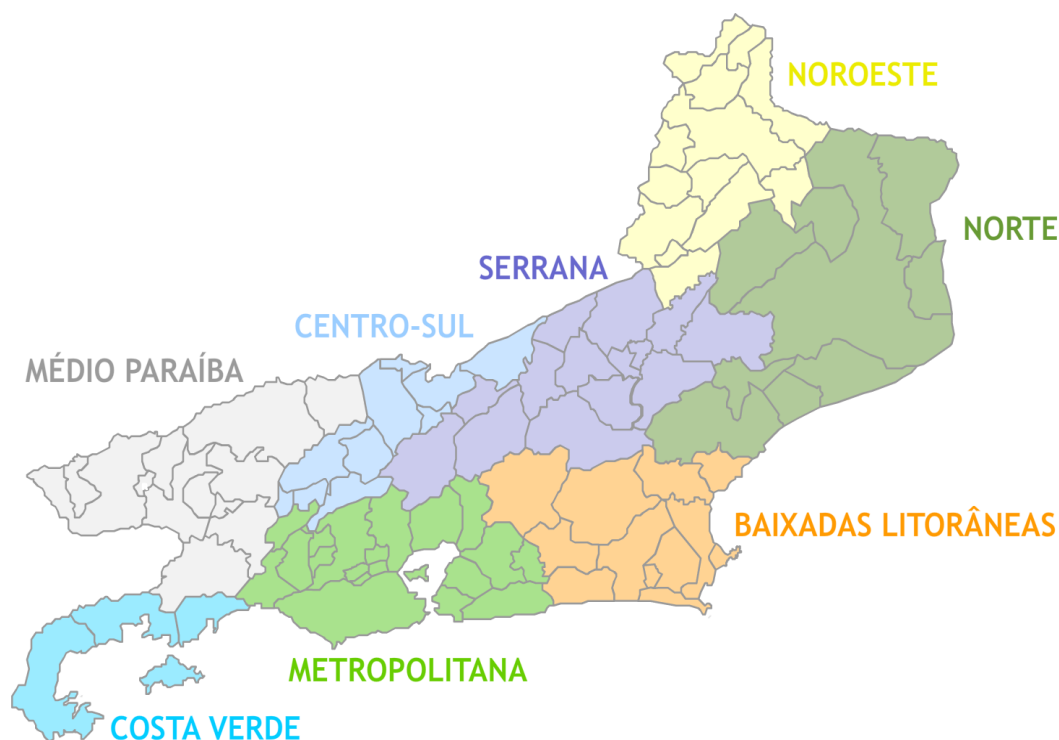 NOROESTE
NORTE
SERRANA
CENTRO-SUL
MÉDIO PARAÍBA
BAIXADAS LITORÂNEAS
METROPOLITANA
COSTA VERDE